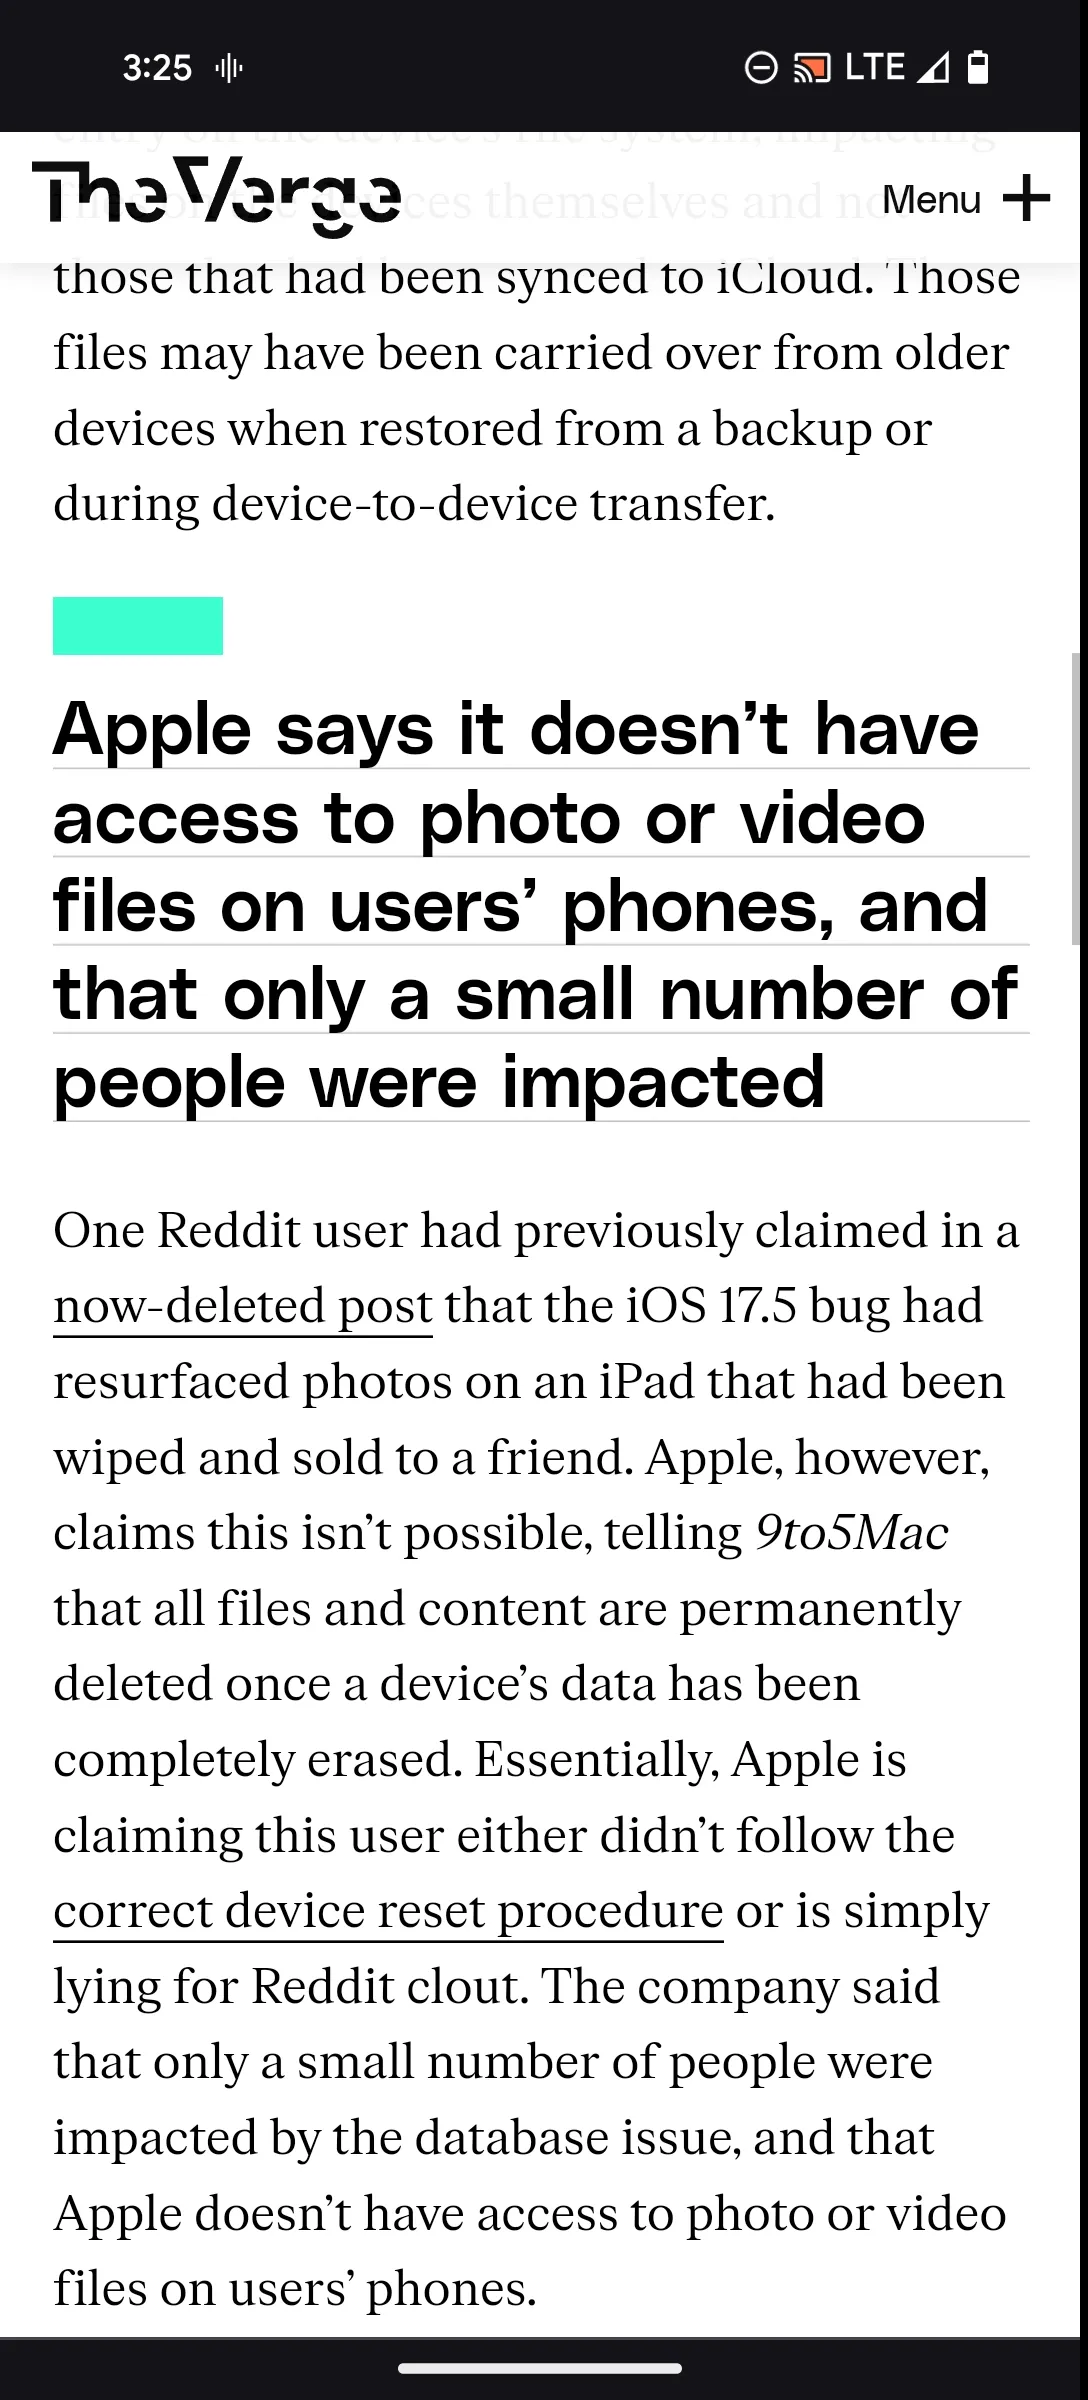 3:25
LTE
entry on the device's file system, impacting
The Verge
Menu
themselves and not
those that had been synced to iCloud. Those
files may have been carried over from older
devices when restored from a backup or
during device-to-device transfer.
Apple says it doesn’t have
access to photo or video
files on users’ phones, and
that only a small number of
people were impacted
One Reddit user had previously claimed in a
now-deleted post that the iOS 17.5 bug had
resurfaced photos on an iPad that had been
wiped and sold to a friend. Apple, however,
claims this isn’t possible, telling 9to5Mac
that all files and content are permanently
deleted once a device’s data has been
completely erased. Essentially, Apple is
claiming this user either didn’t follow the
correct device reset procedure or is simply
lying for Reddit clout. The company said
that only a small number of people were
impacted by the database issue, and that
Apple doesn’t have access to photo or video
files on users’ phones.